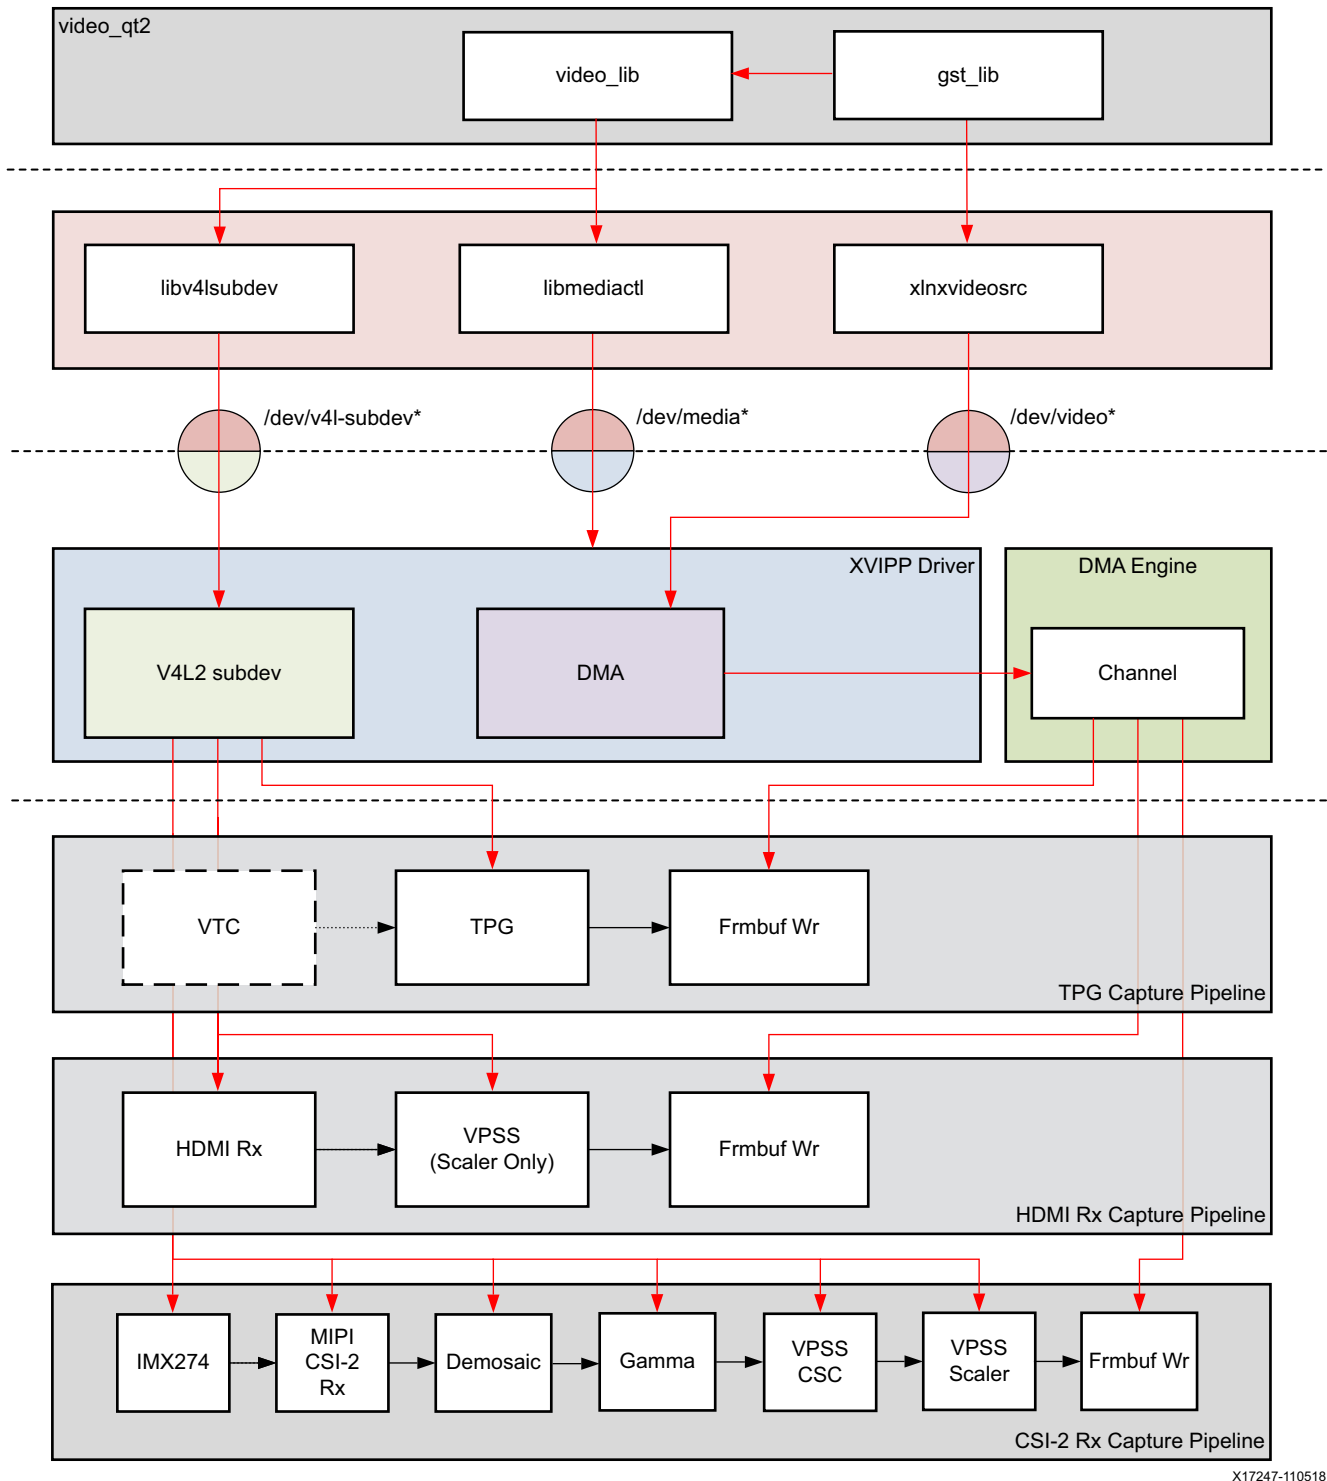 video_qt2
video_lib
gst_lib
libv4lsubdev
libmediactl
xlnxvideosrc
/dev/v4l-subdev*
/dev/media*
/dev/video*
XVIPP Driver
DMA Engine
V4L2 subdev
DMA
Channel
VTC
TPG
Frmbuf Wr
TPG Capture Pipeline
HDMI Rx
VPSS
(Scaler Only)
Frmbuf Wr
HDMI Rx Capture Pipeline
IMX274
MIPI
CSI-2
Rx
Demosaic
Gamma
VPSS
CSC
VPSS
Scaler
Frmbuf Wr
CSI-2 Rx Capture Pipeline
X17247-110518